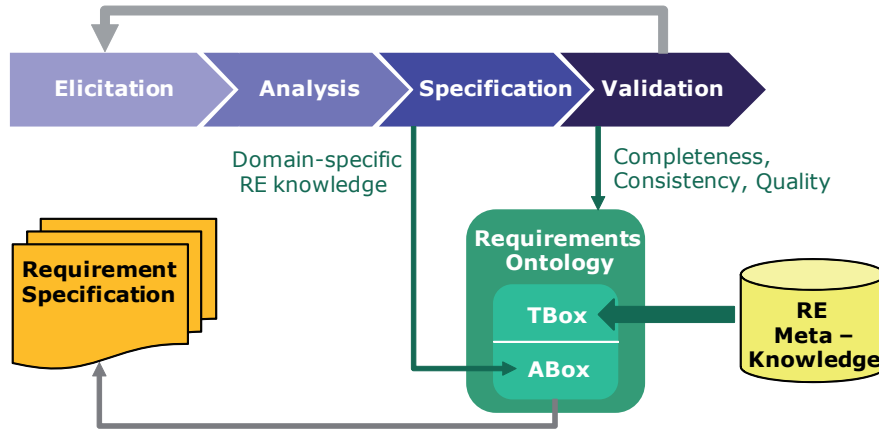 Elicitation
Analysis
Specification
Validation
Domain-specific
RE knowledge
Completeness,
Consistency, Quality
Requirements
Ontology
Requirement
Specification
TBox
ABox
RE
Meta –
Knowledge